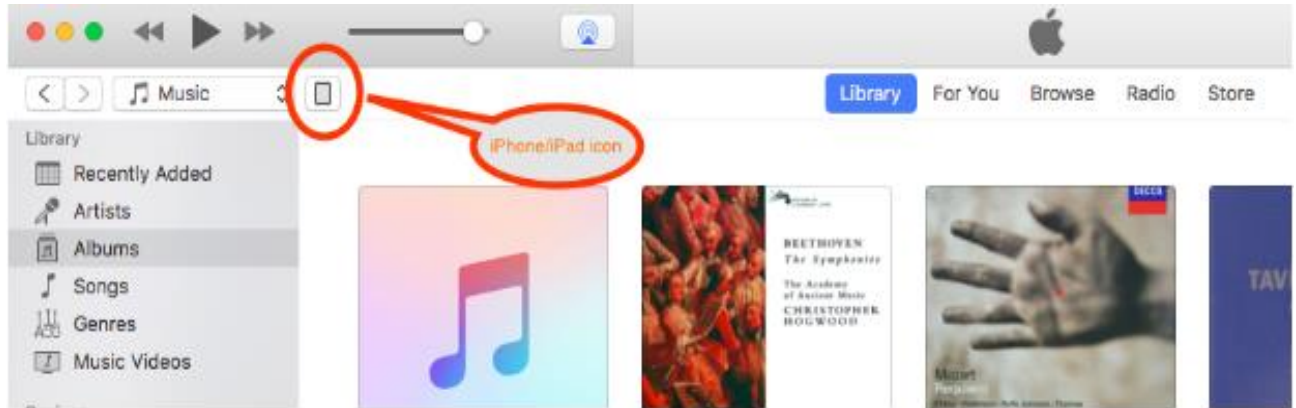 Music
Library
For You
Browse
Radio
Store
iPhone/iPad icon
Library
Recently Added
Artists
Albums
Songs
Genres
Music Videos
BEETHOVEN
The Symphonies
The Academy
of Ancient Music
CHRISTOPHER
HOGWOOD
DECCA
Mozart
TAV